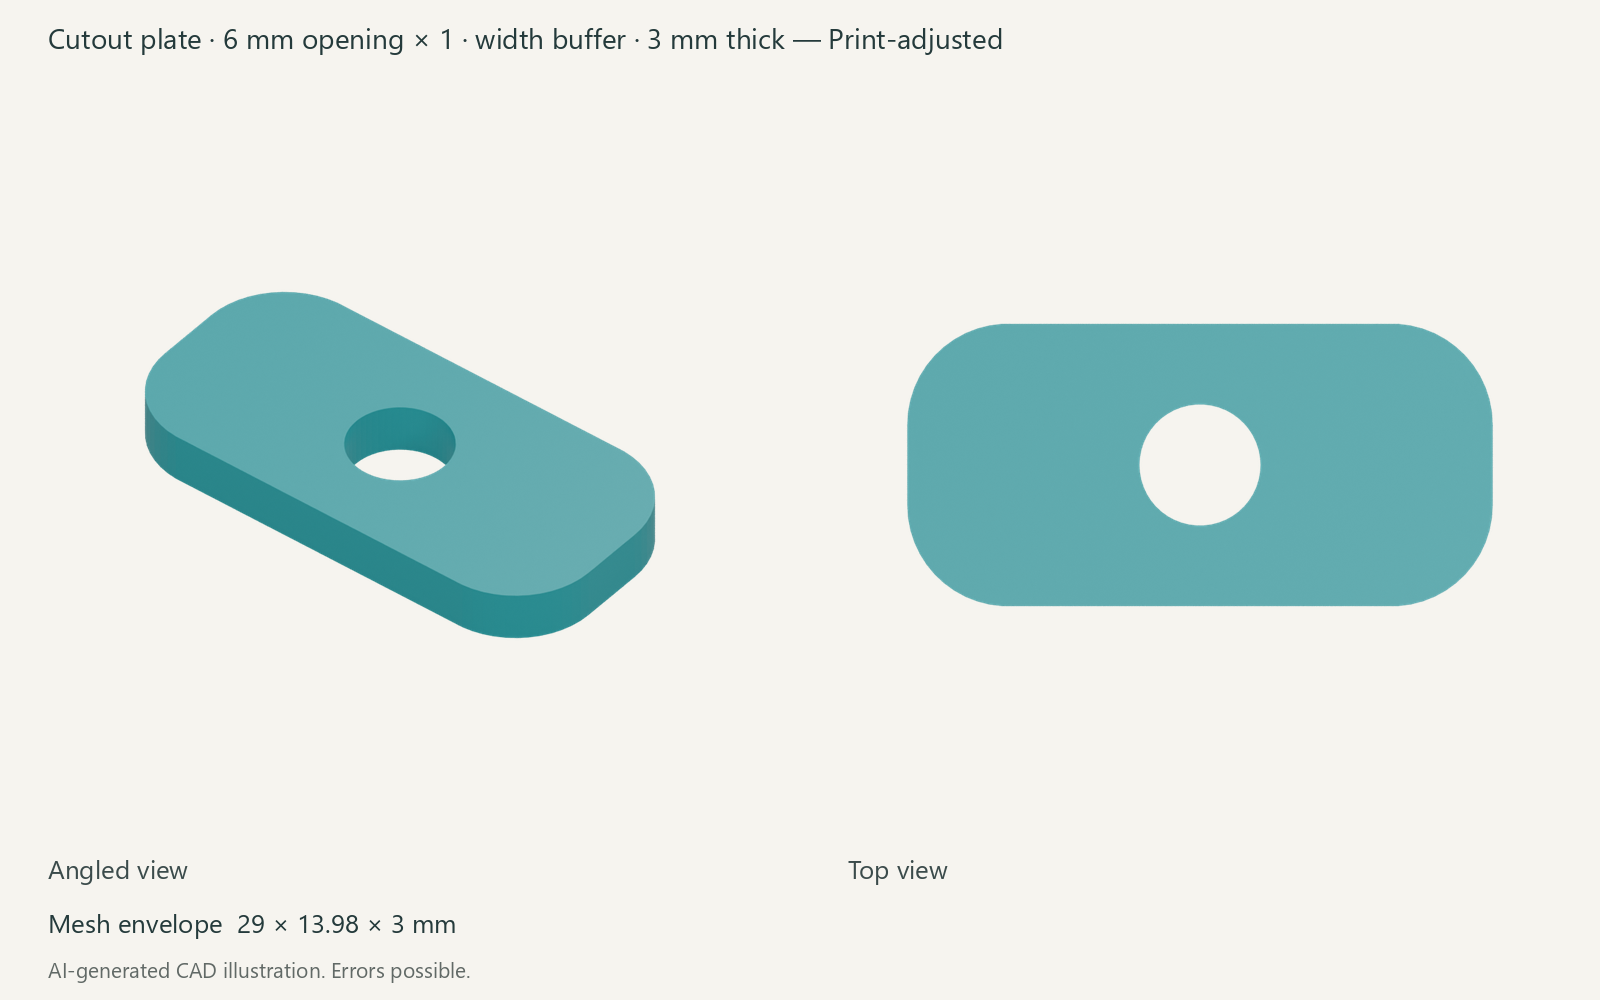 Cutout plate · 6 mm opening × 1 · width buffer · 3 mm thick — Print-adjusted
Angled view
Top view
Mesh envelope 29 × 13.98 × 3 mm
AI-generated CAD illustration. Errors possible.